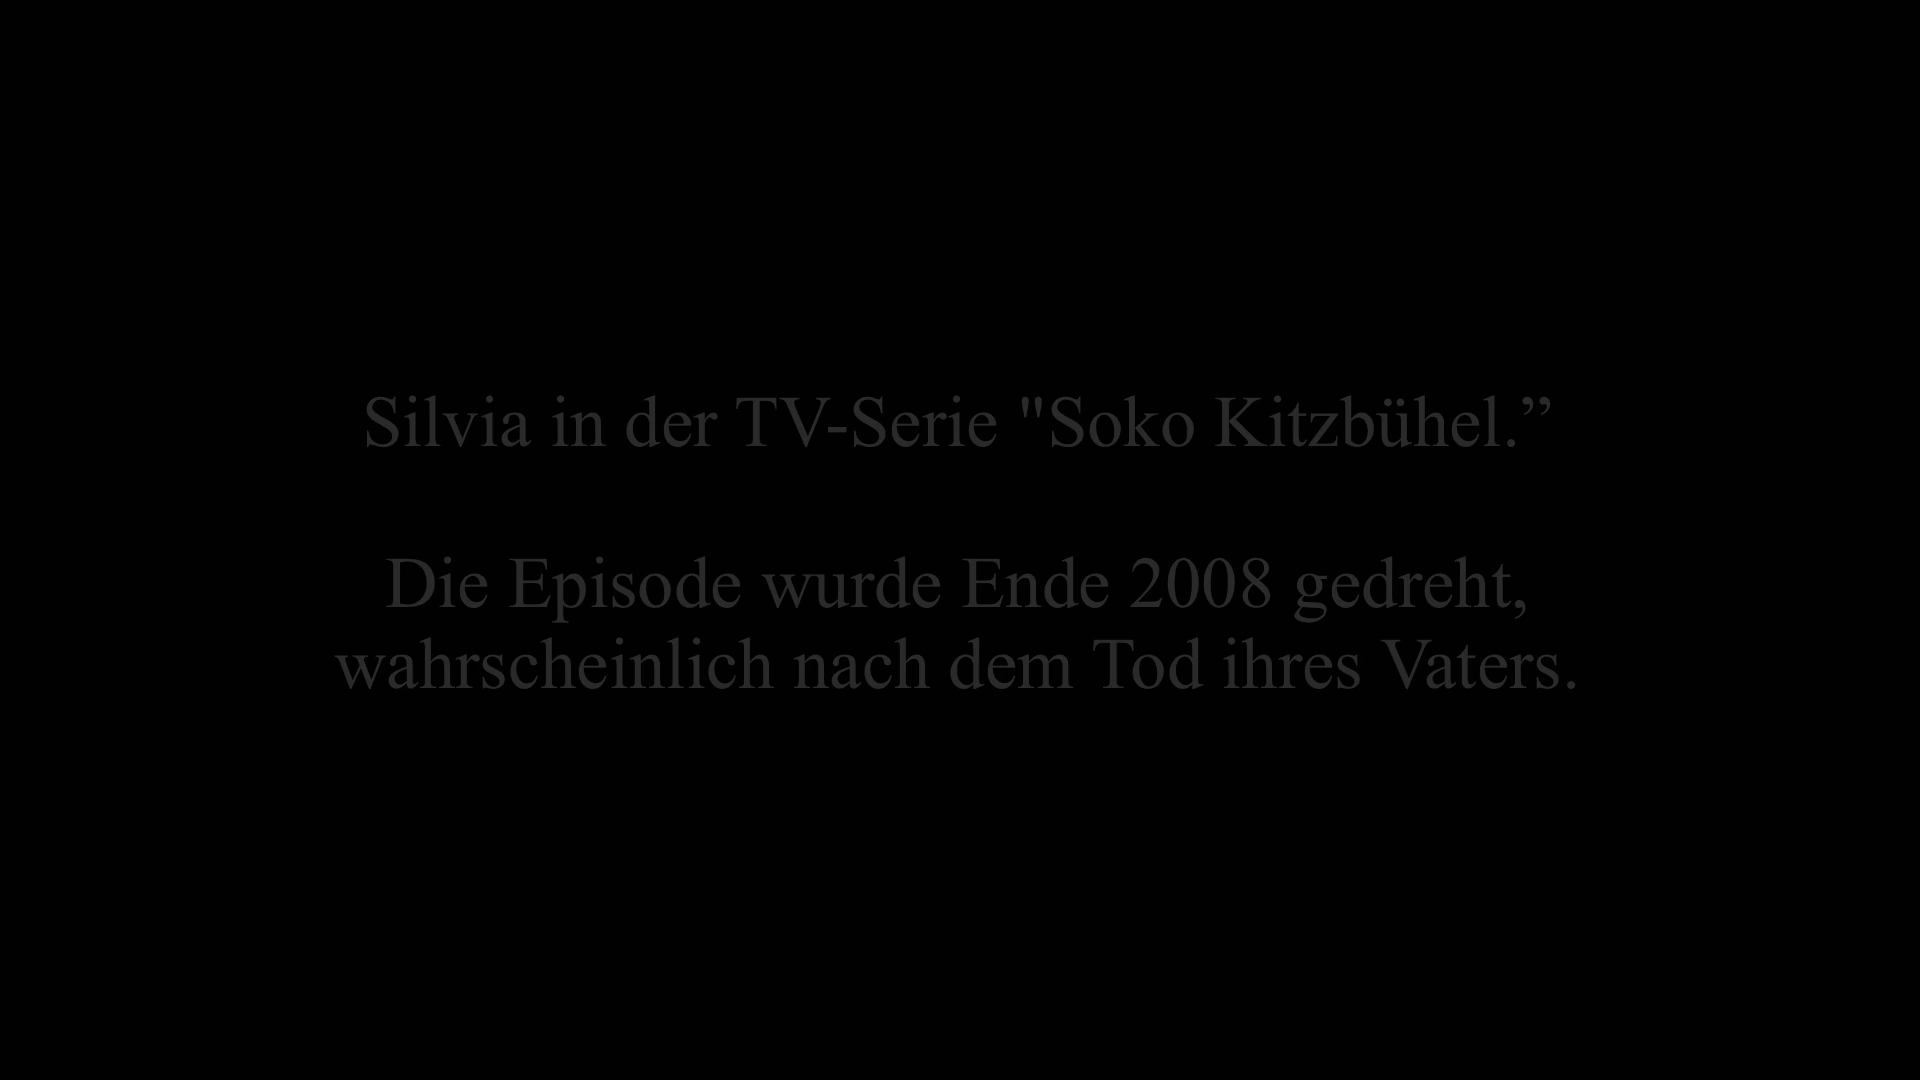 Silvia in der TV-Serie "Soko Kitzbühel.”
Die Episode wurde Ende 2008 gedreht,
wahrscheinlich nach dem Tod ihres Vaters.